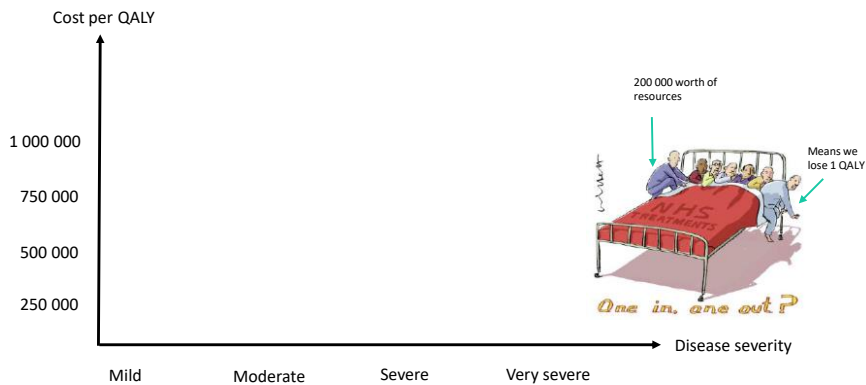 Cost per QALY
200 000 worth of
resources
1 000 000
Means we
lose 1 QALY
750 000
NHS
TREATMENTS
500 000
250 000
One in, one out?
Disease severity
Mild
Moderate
Severe
Very severe